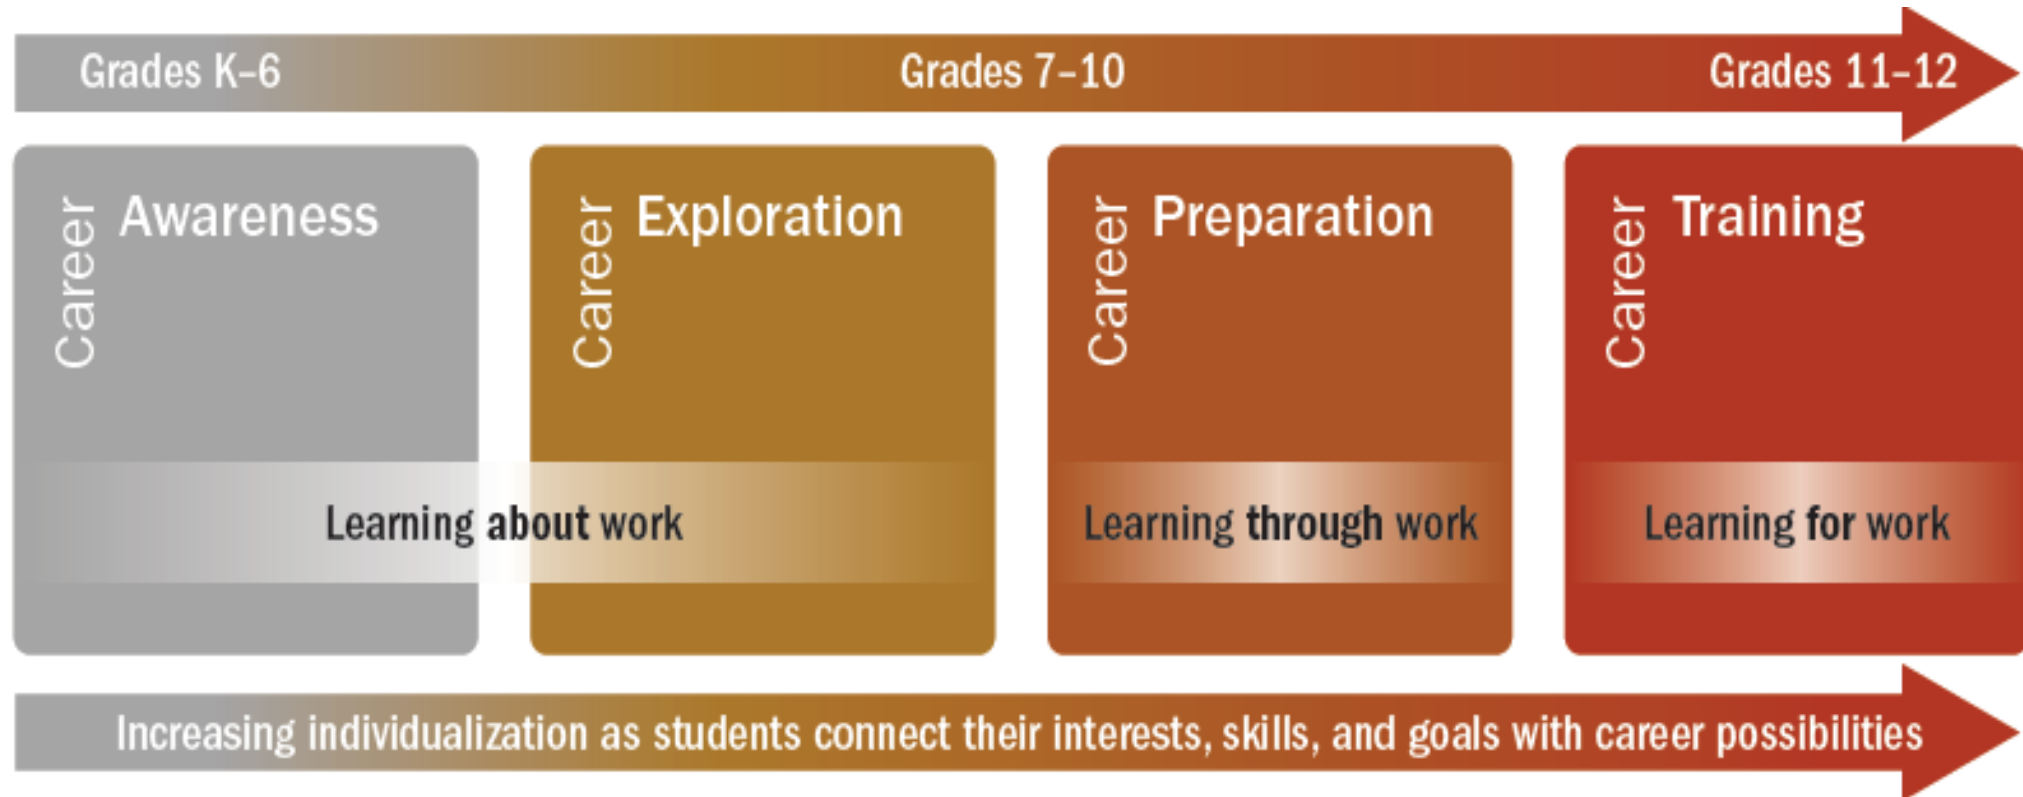 Grades K–6
Grades 7–10
Grades 11–12
Career
Awareness
Career
Exploration
Career
Preparation
Career
Training
Learning about work
Learning through work
Learning for work
Increasing individualization as students connect their interests, skills, and goals with career possibilities